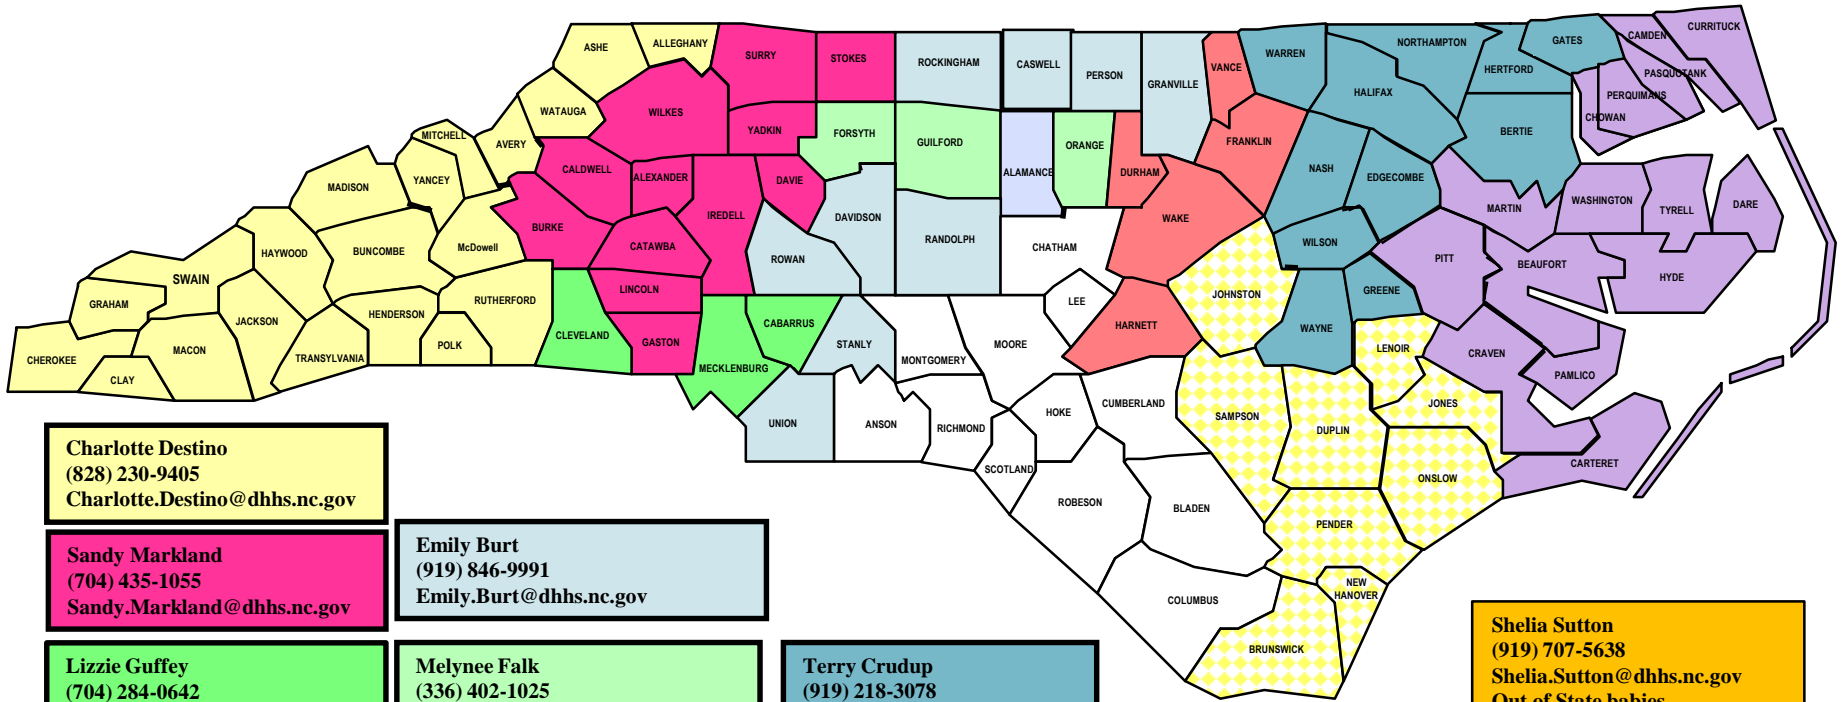 CURRITUCK
CAMDEN
GATES
NORTHAMPTON
ASHE
ALLEGHANY
SURRY
STOKES
ROCKINGHAM
CASWELL
PERSON
GRANVILLE
VANCE
WARREN
HERTFORD
PASQUOTANK
HALIFAX
PERQUIMANS
CHOWAN
WATAUGA
WILKES
YADKIN
FORSYTH
GUILFORD
ALAMANCE
ORANGE
DURHAM
FRANKLIN
NASH
EDGECOMBE
BERTIE
MITCHELL
AVERY
YANCEY
CALDWELL
ALEXANDER
DAVIE
MADISON
IREDELL
DAVIDSON
RANDOLPH
CHATHAM
WAKE
WILSON
MARTIN
WASHINGTON
TYRELL
DARE
BURKE
CATAWBA
ROWAN
HAYWOOD
BUNCOMBE
McDowell
SWAIN
PITT
BEAUFORT
HYDE
GRAHAM
JACKSON
HENDERSON
RUTHERFORD
LINCOLN
LEE
JOHNSTON
GREENE
CHEROKEE
CLAY
MACON
TRANSYLVANIA
POLK
CLEVELAND
GASTON
MECKLENBURG
CABARRUS
STANLY
MONTGOMERY
MOORE
HARNETT
WAYNE
LENOIR
CRAVEN
PAMLICO
JONES
UNION
ANSON
RICHMOND
HOKE
CUMBERLAND
SAMPSON
DUPLIN
SCOTLAND
ONSLOW
CARTERET
ROBESON
BLADEN
PENDER
COLUMBUS
NEW
HANOVER
BRUNSWICK
Charlotte Destino
(828) 230-9405
Charlotte.Destino@dhhs.nc.gov
Sandy Markland
(704) 435-1055
Sandy.Markland@dhhs.nc.gov
Emily Burt
(919) 846-9991
Emily.Burt@dhhs.nc.gov
Lizzie Guffey
(704) 284-0642
Melynee Falk
(336) 402-1025
Terry Crudup
(919) 218-3078
Shelia Sutton
(919) 707-5638
Shelia.Sutton@dhhs.nc.gov
Out of State babies